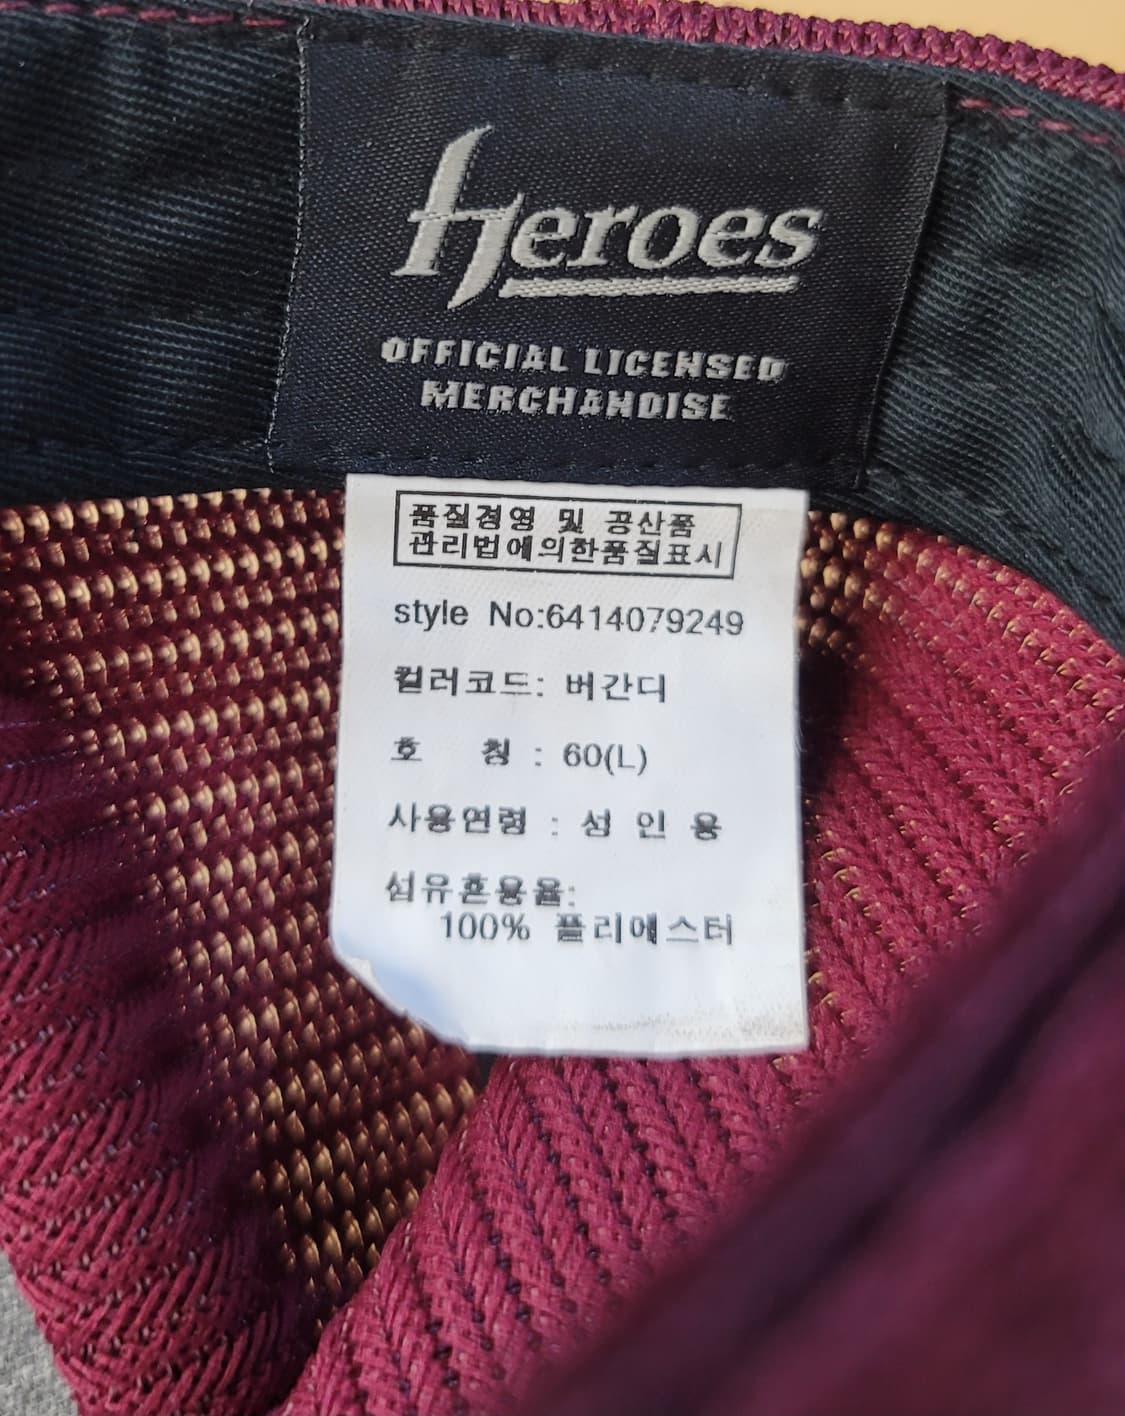 Heroes
OFFICIAL LICENSED
MERCHANDISE
품질경영 및 공산품
관리법에의한품질표시
style No:6414079249
컬러코드: 버간디
호 칭 : 60(L)
사용연령 : 성 인 용
섬유혼용율:
100% 폴리에스터